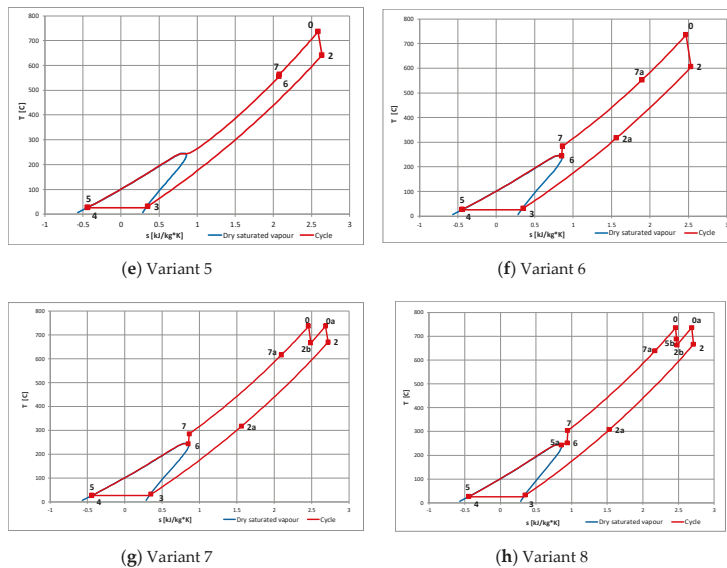 800
700
600
500
400
300
200
100
0
T [C]
0
2
7
6
5
4
3
-1 -0.5 0 0.5 1 1.5 2 2.5 3
s [kJ/kg*K]
Dry saturated vapour Cycle
(e) Variant 5
800
700
600
500
400
300
200
100
0
T [C]
0
2
7a
2a
7
6
5
4
3
-1 -0.5 0 0.5 1 1.5 2 2.5 3
s [kJ/kg*K]
Dry saturated vapour Cycle
(f) Variant 6
800
700
600
500
400
300
200
100
0
T [C]
0 0a
2b 2
7a
2a
7
6
5
4
3
-1 -0.5 0 0.5 1 1.5 2 2.5 3
s [kJ/kg*K]
Dry saturated vapour Cycle
(g) Variant 7
800
700
600
500
400
300
200
100
0
T [C]
0 0a
5b
2b 2
7a
2a
7
5a 6
5
4
3
-1 -0.5 0 0.5 1 1.5 2 2.5 3
s [kJ/kg*K]
Dry saturated vapour Cycle
(h) Variant 8